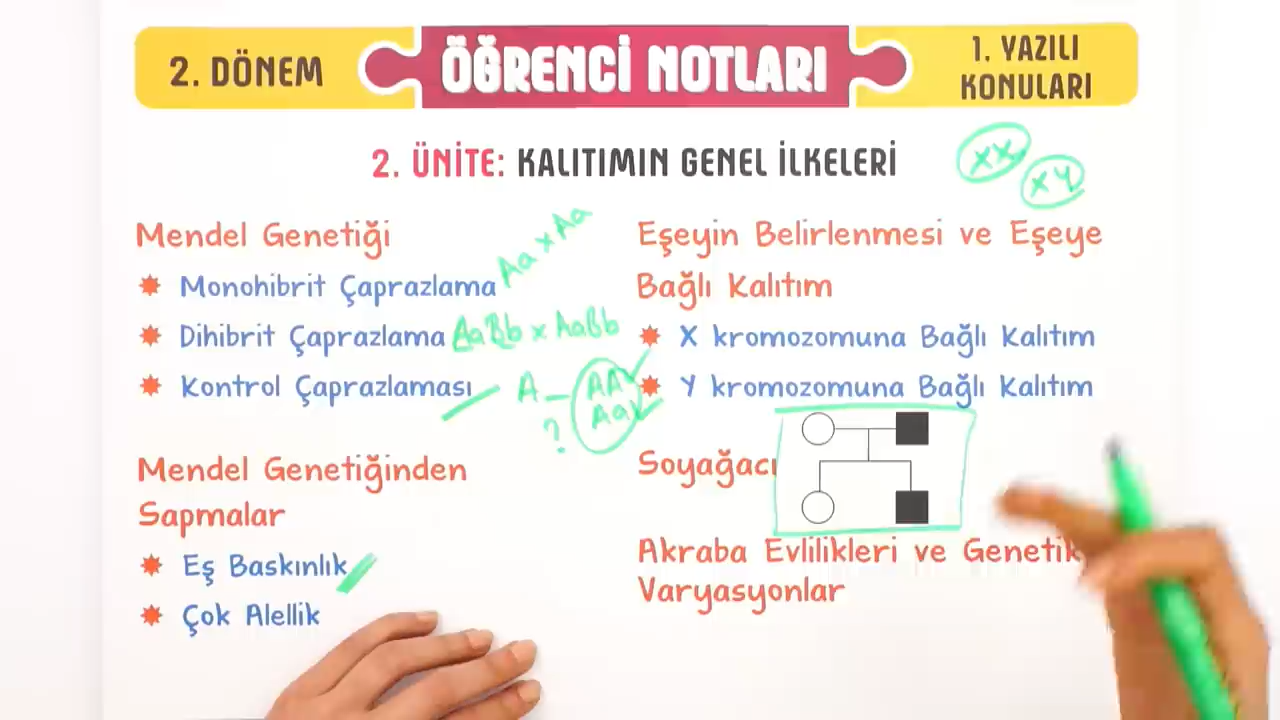 2. DÖNEM
ÖĞRENCİ NOTLARI
1. YAZILI
KONULARI
2. ÜNİTE: KALITIMIN GENEL İLKELERİ
XX
XY
Mendel Genetiği
Monohibrit Çaprazlama
Aa x Aa
Dihibrit Çaprazlama
AaBb x AaBb
Kontrol Çaprazlaması
A_
AA
Aa
?
Mendel Genetiğinden
Sapmalar
Eş Baskınlık
Çok Alellik
Eşeyin Belirlenmesi ve Eşeye
Bağlı Kalıtım
X kromozomuna Bağlı Kalıtım
Y kromozomuna Bağlı Kalıtım
Soyağacı
Akraba Evlilikleri ve Genetik
Varyasyonlar